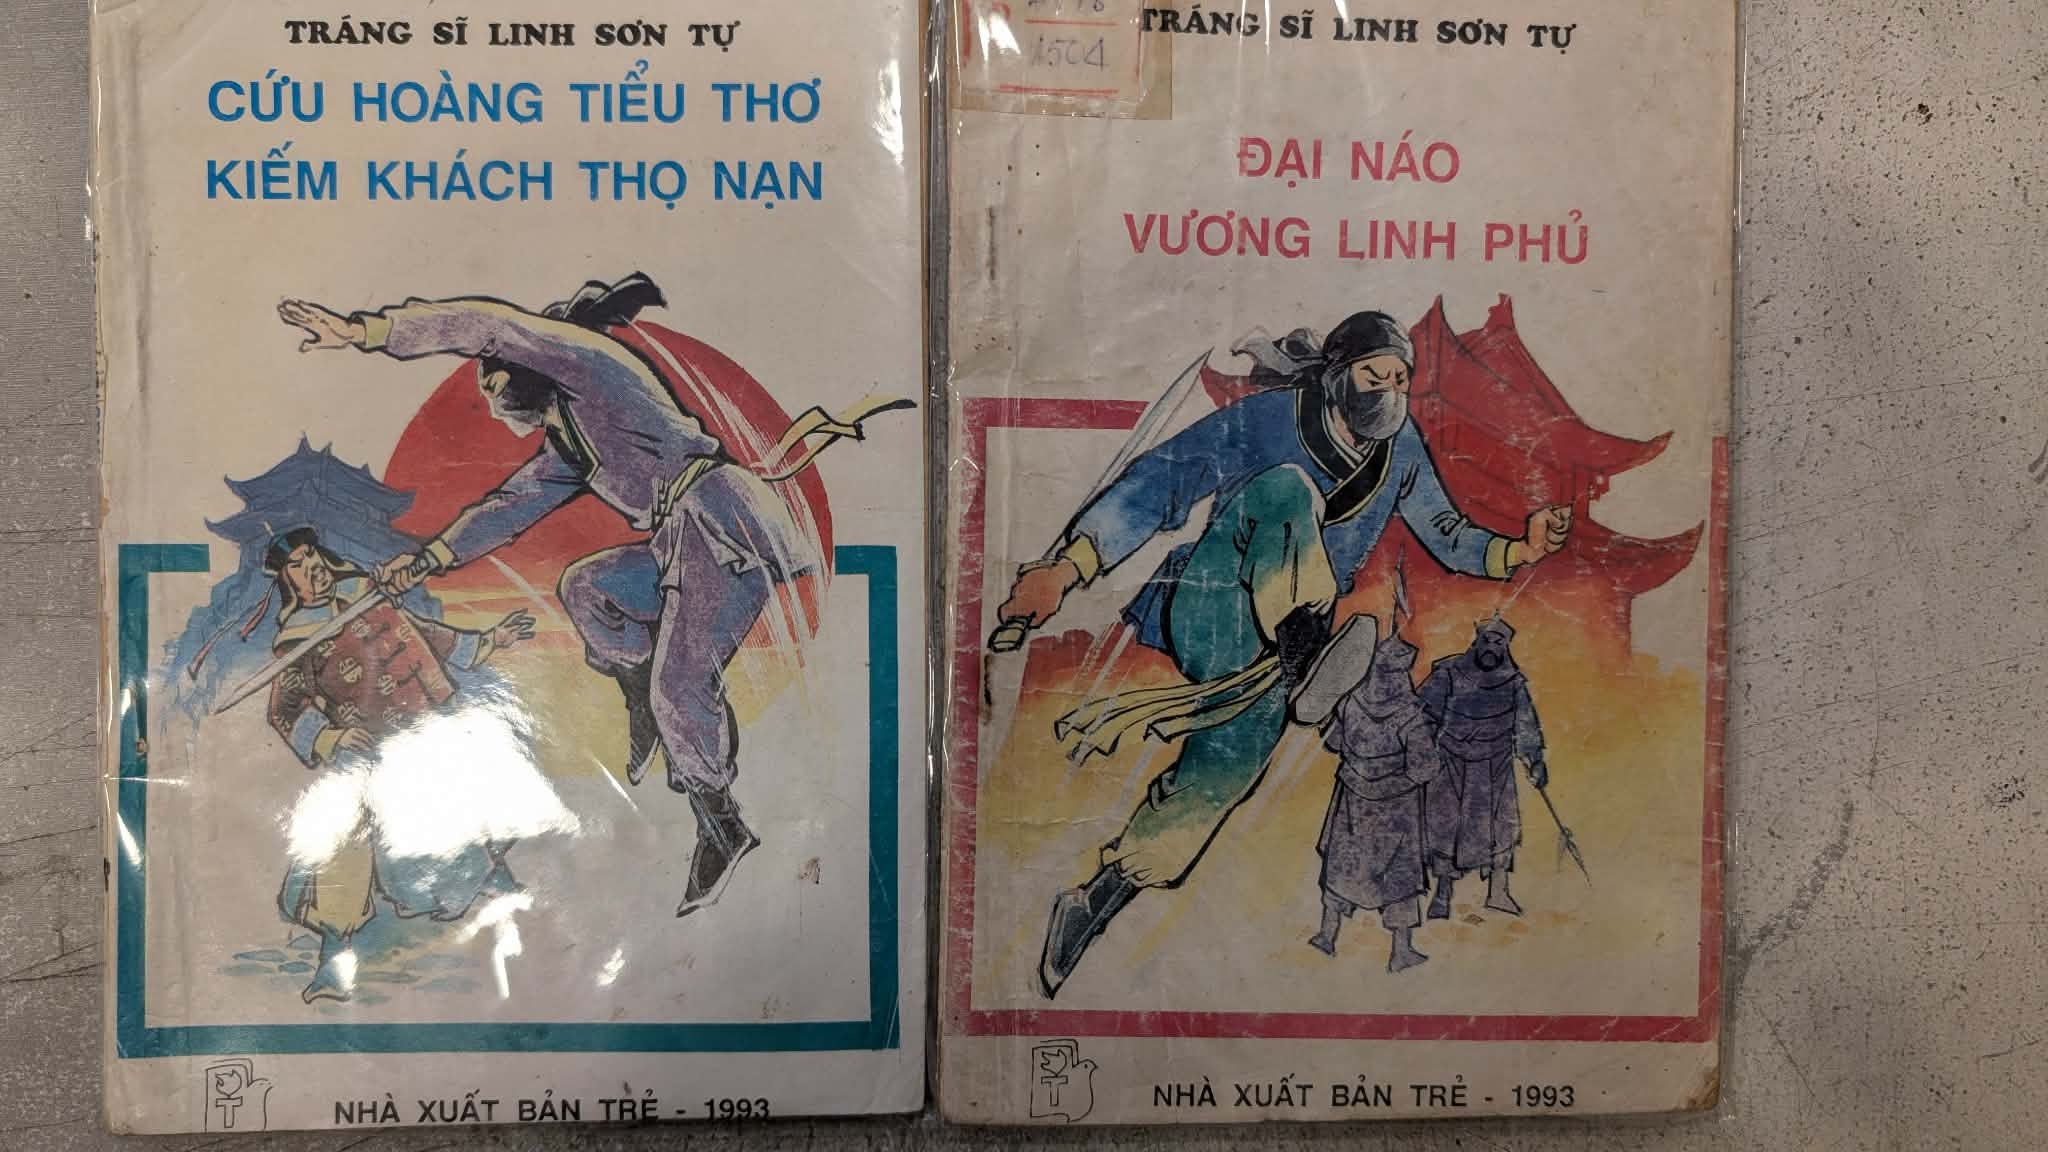 TRÁNG SĨ LINH SƠN TỰ
CỨU HOÀNG TIỂU THƠ
KIẾM KHÁCH THỌ NẠN
T
NHÀ XUẤT BẢN TRẺ - 1993
1504
TRÁNG SĨ LINH SƠN TỰ
ĐẠI NÁO
VƯƠNG LINH PHỦ
T
NHÀ XUẤT BẢN TRẺ - 1993